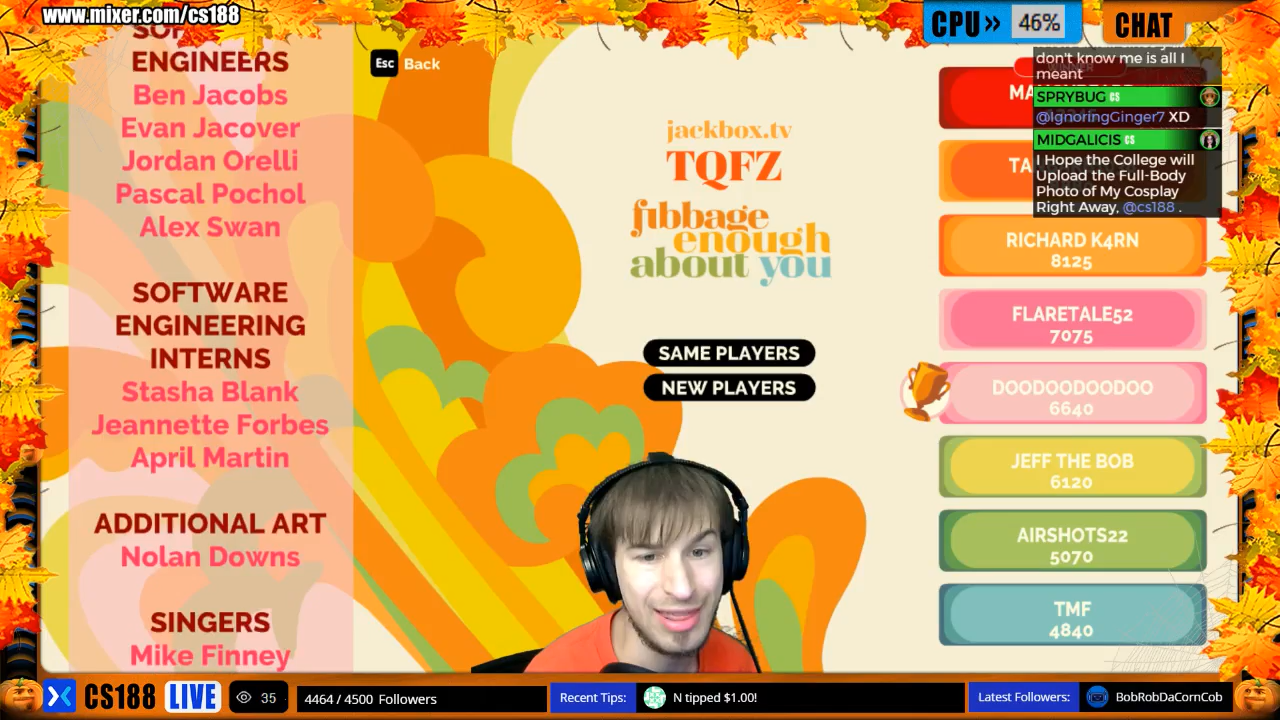 www.mixer.com/cs188
ENGINEERS
Ben Jacobs
Evan Jacover
Jordan Orelli
Pascal Pochol
Alex Swan
SOFTWARE
ENGINEERING
INTERNS
Stasha Blank
Jeannette Forbes
April Martin
ADDITIONAL ART
Nolan Downs
SINGERS
Mike Finney
Esc Back
jackbox.tv
TQFZ
fibbage
enough
about you
SAME PLAYERS
NEW PLAYERS
CPU 46%
CHAT
don't know me is all I
meant
SPRYBUG CS
@IgnoringGinger7 XD
MIDGALICIS CS
I Hope the College will
Upload the Full-Body
Photo of My Cosplay
Right Away, @cs188 .
RICHARD K4RN
8125
FLARETALE52
7075
DOODOODOODOO
6640
JEFF THE BOB
6120
AIRSHOTS22
5070
TMF
4840
CS188 LIVE
35
4464 / 4500 Followers
Recent Tips:
N tipped $1.00!
Latest Followers:
BobRobDaCornCob